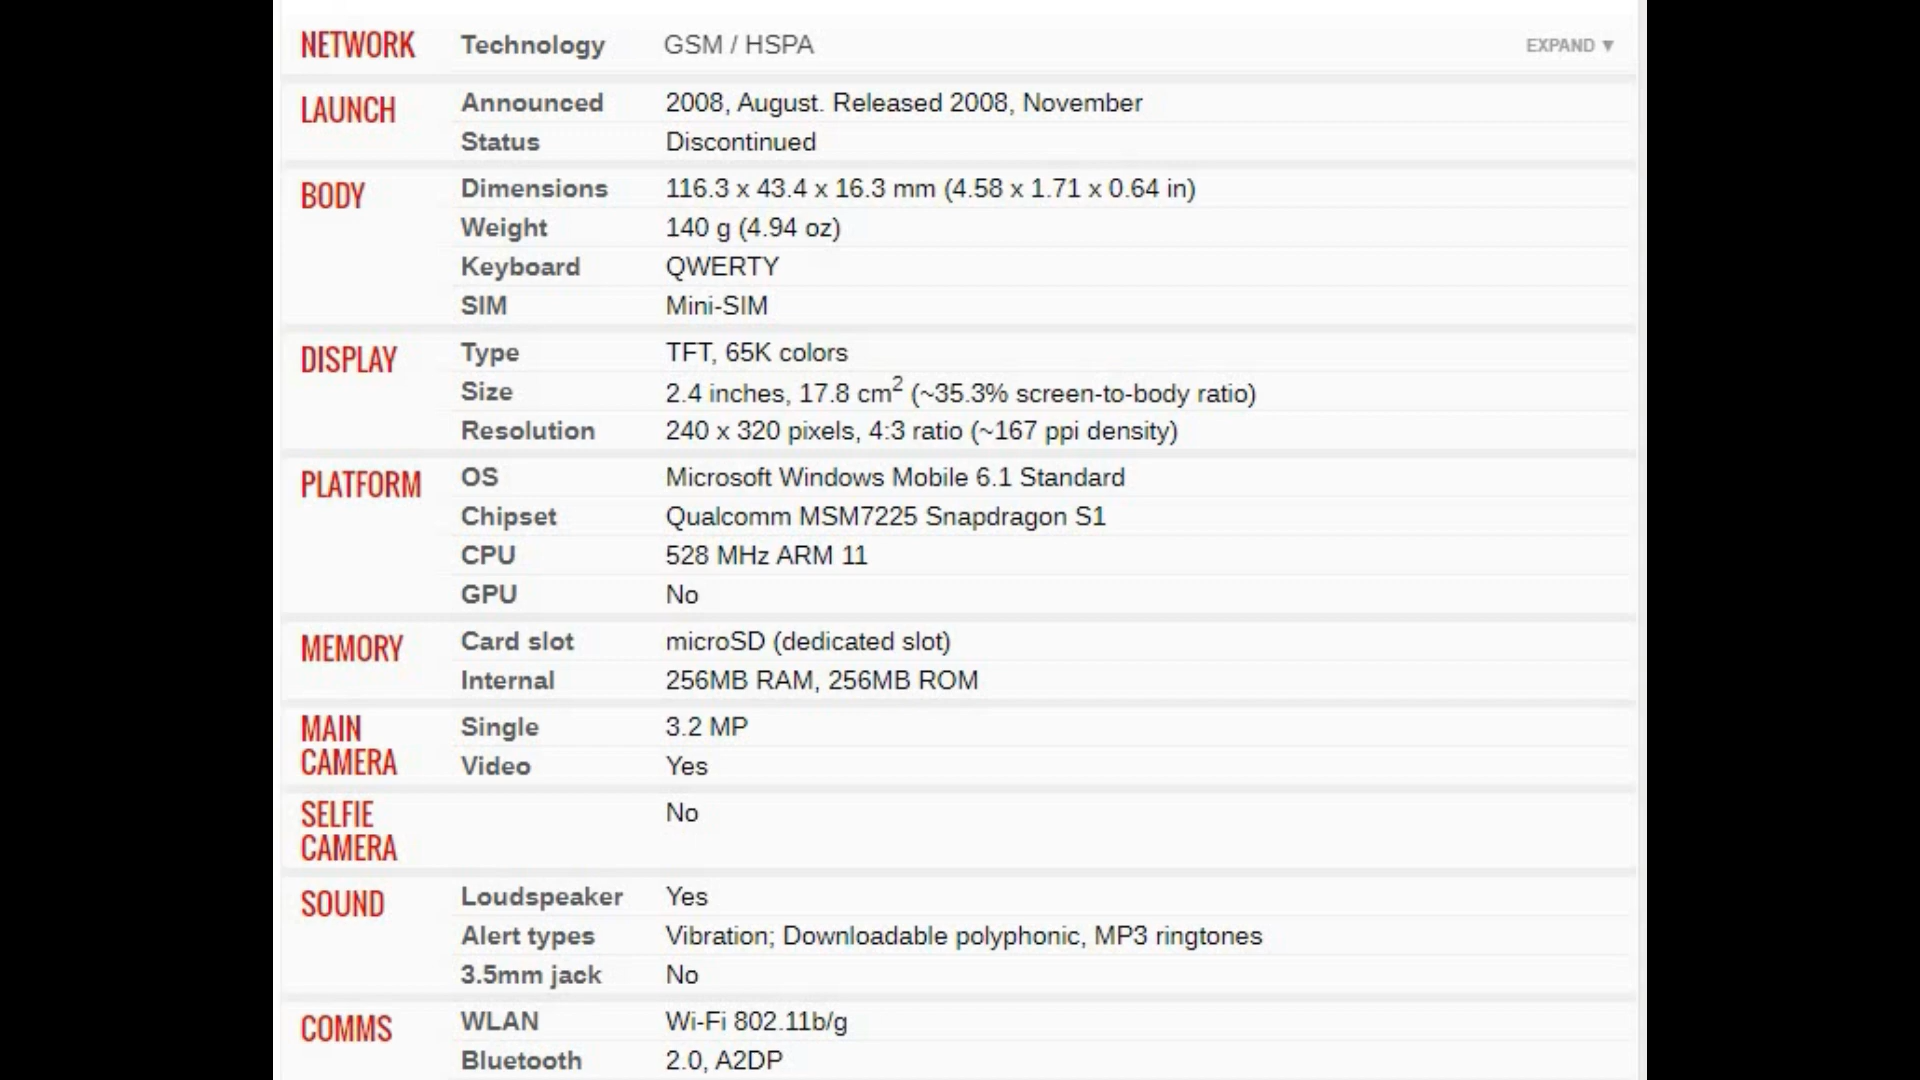 NETWORK Technology GSM / HSPA EXPAND ▼
LAUNCH Announced 2008, August. Released 2008, November
Status Discontinued
BODY Dimensions 116.3 x 43.4 x 16.3 mm (4.58 x 1.71 x 0.64 in)
Weight 140 g (4.94 oz)
Keyboard QWERTY
SIM Mini-SIM
DISPLAY Type TFT, 65K colors
Size 2.4 inches, 17.8 cm2 (~35.3% screen-to-body ratio)
Resolution 240 x 320 pixels, 4:3 ratio (~167 ppi density)
PLATFORM OS Microsoft Windows Mobile 6.1 Standard
Chipset Qualcomm MSM7225 Snapdragon S1
CPU 528 MHz ARM 11
GPU No
MEMORY Card slot microSD (dedicated slot)
Internal 256MB RAM, 256MB ROM
MAIN CAMERA Single 3.2 MP
Video Yes
SELFIE CAMERA No
SOUND Loudspeaker Yes
Alert types Vibration; Downloadable polyphonic, MP3 ringtones
3.5mm jack No
COMMS WLAN Wi-Fi 802.11b/g
Bluetooth 2.0, A2DP